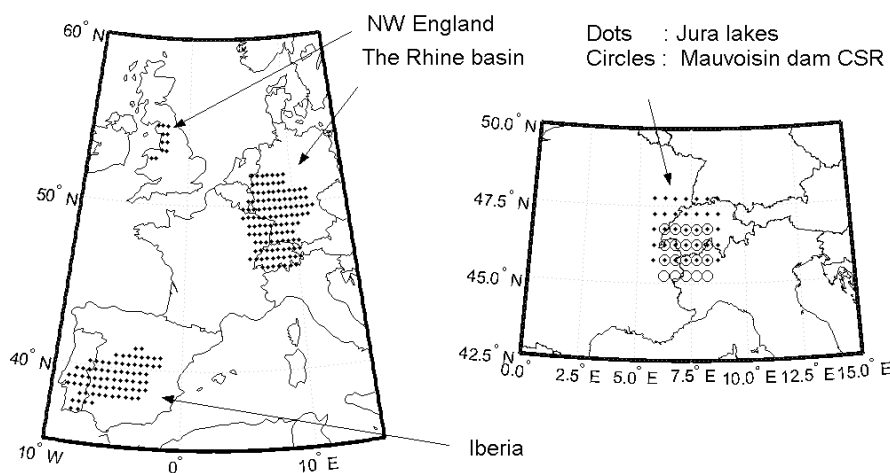 NW England
The Rhine basin
Dots : Jura lakes
Circles : Mauvoisin dam CSR
60° N
50° N
40° N
10° W
0° E
10° E
Iberia
50.0° N
47.5° N
45.0° N
42.5° N
0.0° E
2.5° E
5.0° E
7.5° E
10.0° E
12.5° E
15.0° E